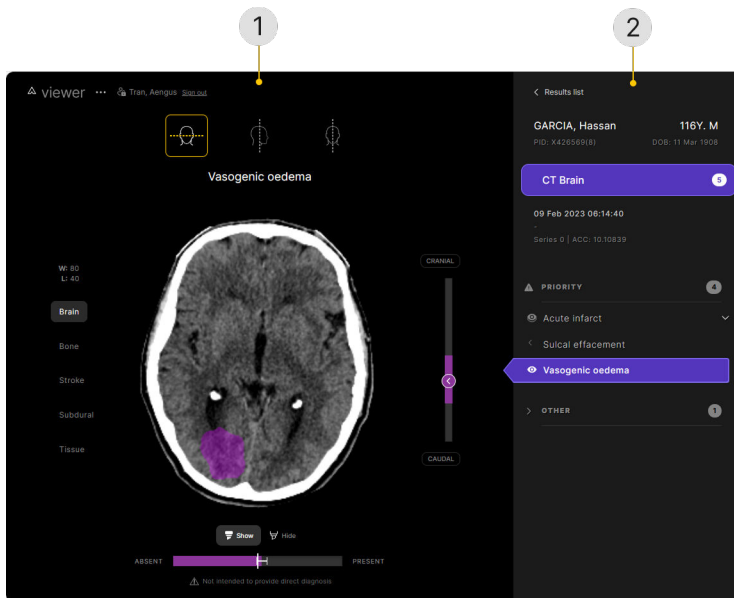 1
2
viewer ••• Tran, Aengus Sign out
Vasogenic oedema
W: 80
L: 40
Brain
Bone
Stroke
Subdural
Tissue
CRANIAL
CAUDAL
Show Hide
ABSENT PRESENT
Not intended to provide direct diagnosis
Results list
GARCIA, Hassan 116Y. M
PID: X426569(8) DOB: 11 Mar 1908
CT Brain 5
09 Feb 2023 06:14:40
-
Series 0 | ACC: 10.10839
PRIORITY 4
Acute infarct
Sulcal effacement
Vasogenic oedema
OTHER 1